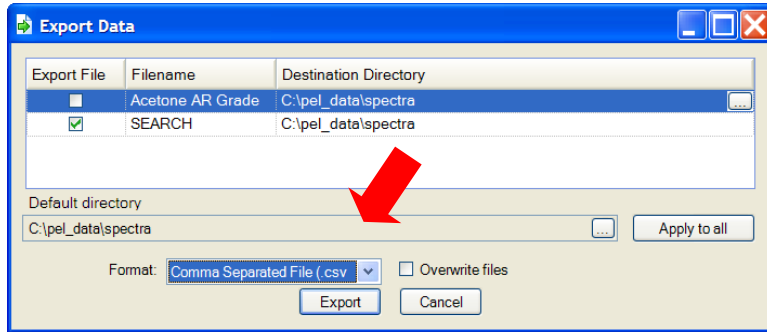 Export Data
Export File Filename Destination Directory
Acetone AR Grade C:\pel_data\spectra ...
SEARCH C:\pel_data\spectra
Default directory
C:\pel_data\spectra ... Apply to all
Format: Comma Separated File (.csv Overwrite files
Export Cancel